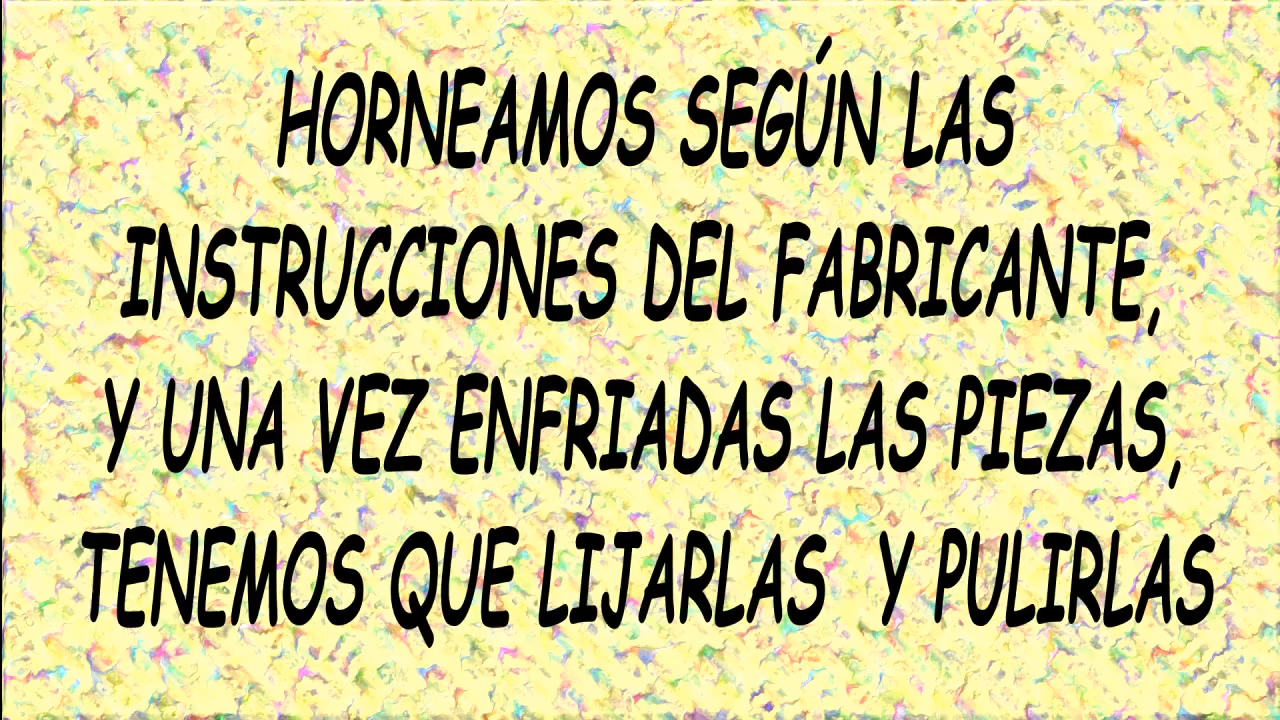 HORNEAMOS SEGÚN LAS
INSTRUCCIONES DEL FABRICANTE,
Y UNA VEZ ENFRIADAS LAS PIEZAS,
TENEMOS QUE LIJARLAS Y PULIRLAS